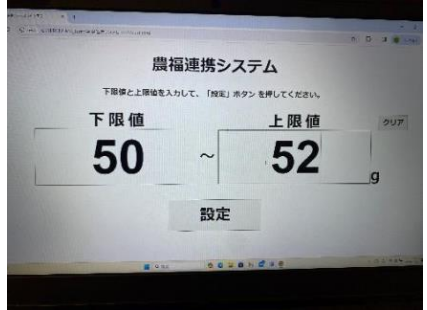 農福連携システム
下限値と上限値を入力して、「設定」ボタンを押してください。
下限値 上限値 クリア
50 ~ 52 g
設定